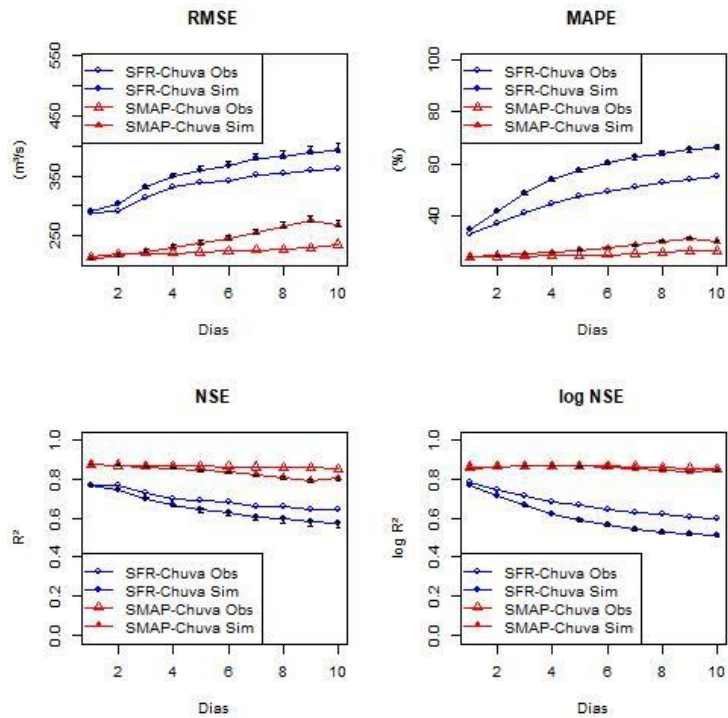 RMSE
550
450
350
250
(m³/s)
SFR-Chuva Obs
SFR-Chuva Sim
SMAP-Chuva Obs
SMAP-Chuva Sim
2 4 6 8 10
Dias
MAPE
100
80
60
40
(%)
SFR-Chuva Obs
SFR-Chuva Sim
SMAP-Chuva Obs
SMAP-Chuva Sim
2 4 6 8 10
Dias
NSE
1.0
0.8
0.6
0.4
0.2
0.0
R²
SFR-Chuva Obs
SFR-Chuva Sim
SMAP-Chuva Obs
SMAP-Chuva Sim
2 4 6 8 10
Dias
log NSE
1.0
0.8
0.6
0.4
0.2
0.0
log R²
SFR-Chuva Obs
SFR-Chuva Sim
SMAP-Chuva Obs
SMAP-Chuva Sim
2 4 6 8 10
Dias